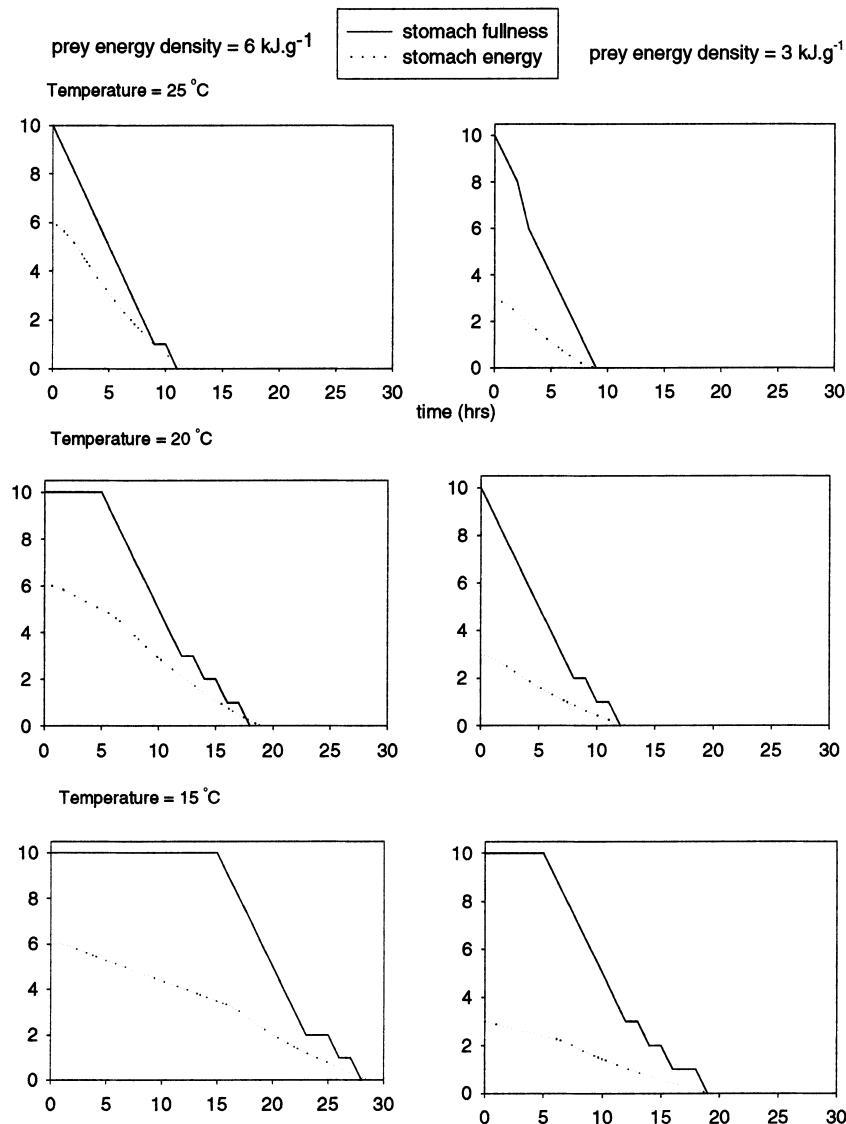 stomach fullness
stomach energy
prey energy density = 6 kJ.g-1
prey energy density = 3 kJ.g-1
Temperature = 25 °C
10
8
6
4
2
0
0 5 10 15 20 25 30
10
8
6
4
2
0
0 5 10 15 20 25 30
time (hrs)
Temperature = 20 °C
10
8
6
4
2
0
0 5 10 15 20 25 30
10
8
6
4
2
0
0 5 10 15 20 25 30
Temperature = 15 °C
10
8
6
4
2
0
0 5 10 15 20 25 30
10
8
6
4
2
0
0 5 10 15 20 25 30